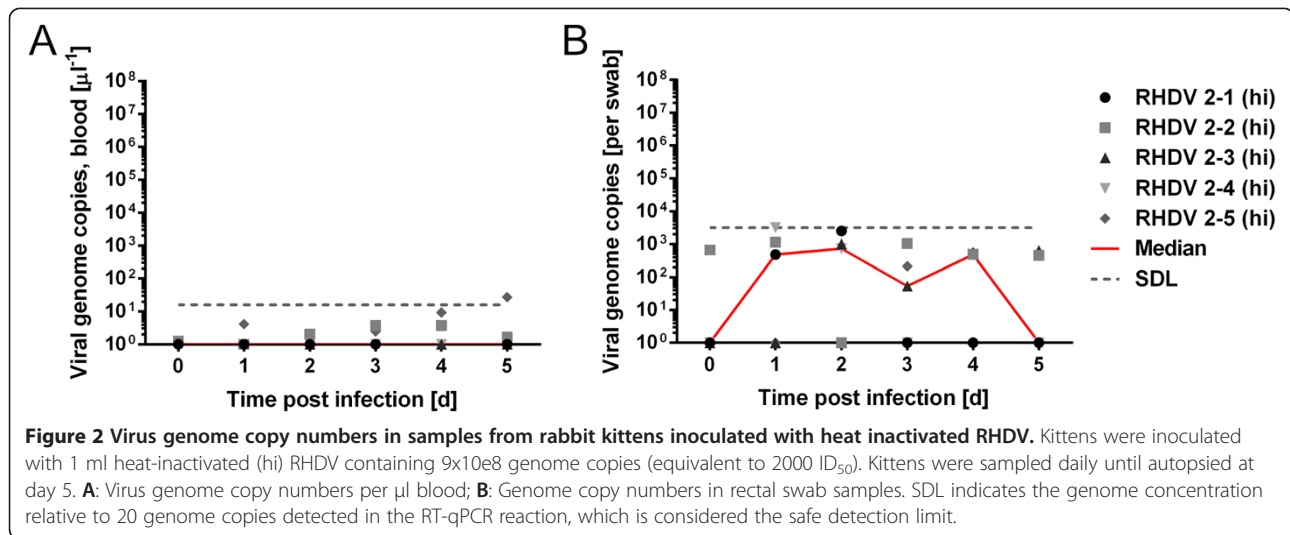 A
Viral genome copies, blood [µl⁻¹]
10⁸
10⁷
10⁶
10⁵
10⁴
10³
10²
10¹
10⁰
0 1 2 3 4 5
Time post infection [d]
B
Viral genome copies [per swab]
10⁸
10⁷
10⁶
10⁵
10⁴
10³
10²
10¹
10⁰
0 1 2 3 4 5
Time post infection [d]
RHDV 2-1 (hi)
RHDV 2-2 (hi)
RHDV 2-3 (hi)
RHDV 2-4 (hi)
RHDV 2-5 (hi)
Median
SDL
Figure 2 Virus genome copy numbers in samples from rabbit kittens inoculated with heat inactivated RHDV. Kittens were inoculated
with 1 ml heat-inactivated (hi) RHDV containing 9x10e8 genome copies (equivalent to 2000 ID₅₀). Kittens were sampled daily until autopsied at
day 5. A: Virus genome copy numbers per µl blood; B: Genome copy numbers in rectal swab samples. SDL indicates the genome concentration
relative to 20 genome copies detected in the RT-qPCR reaction, which is considered the safe detection limit.